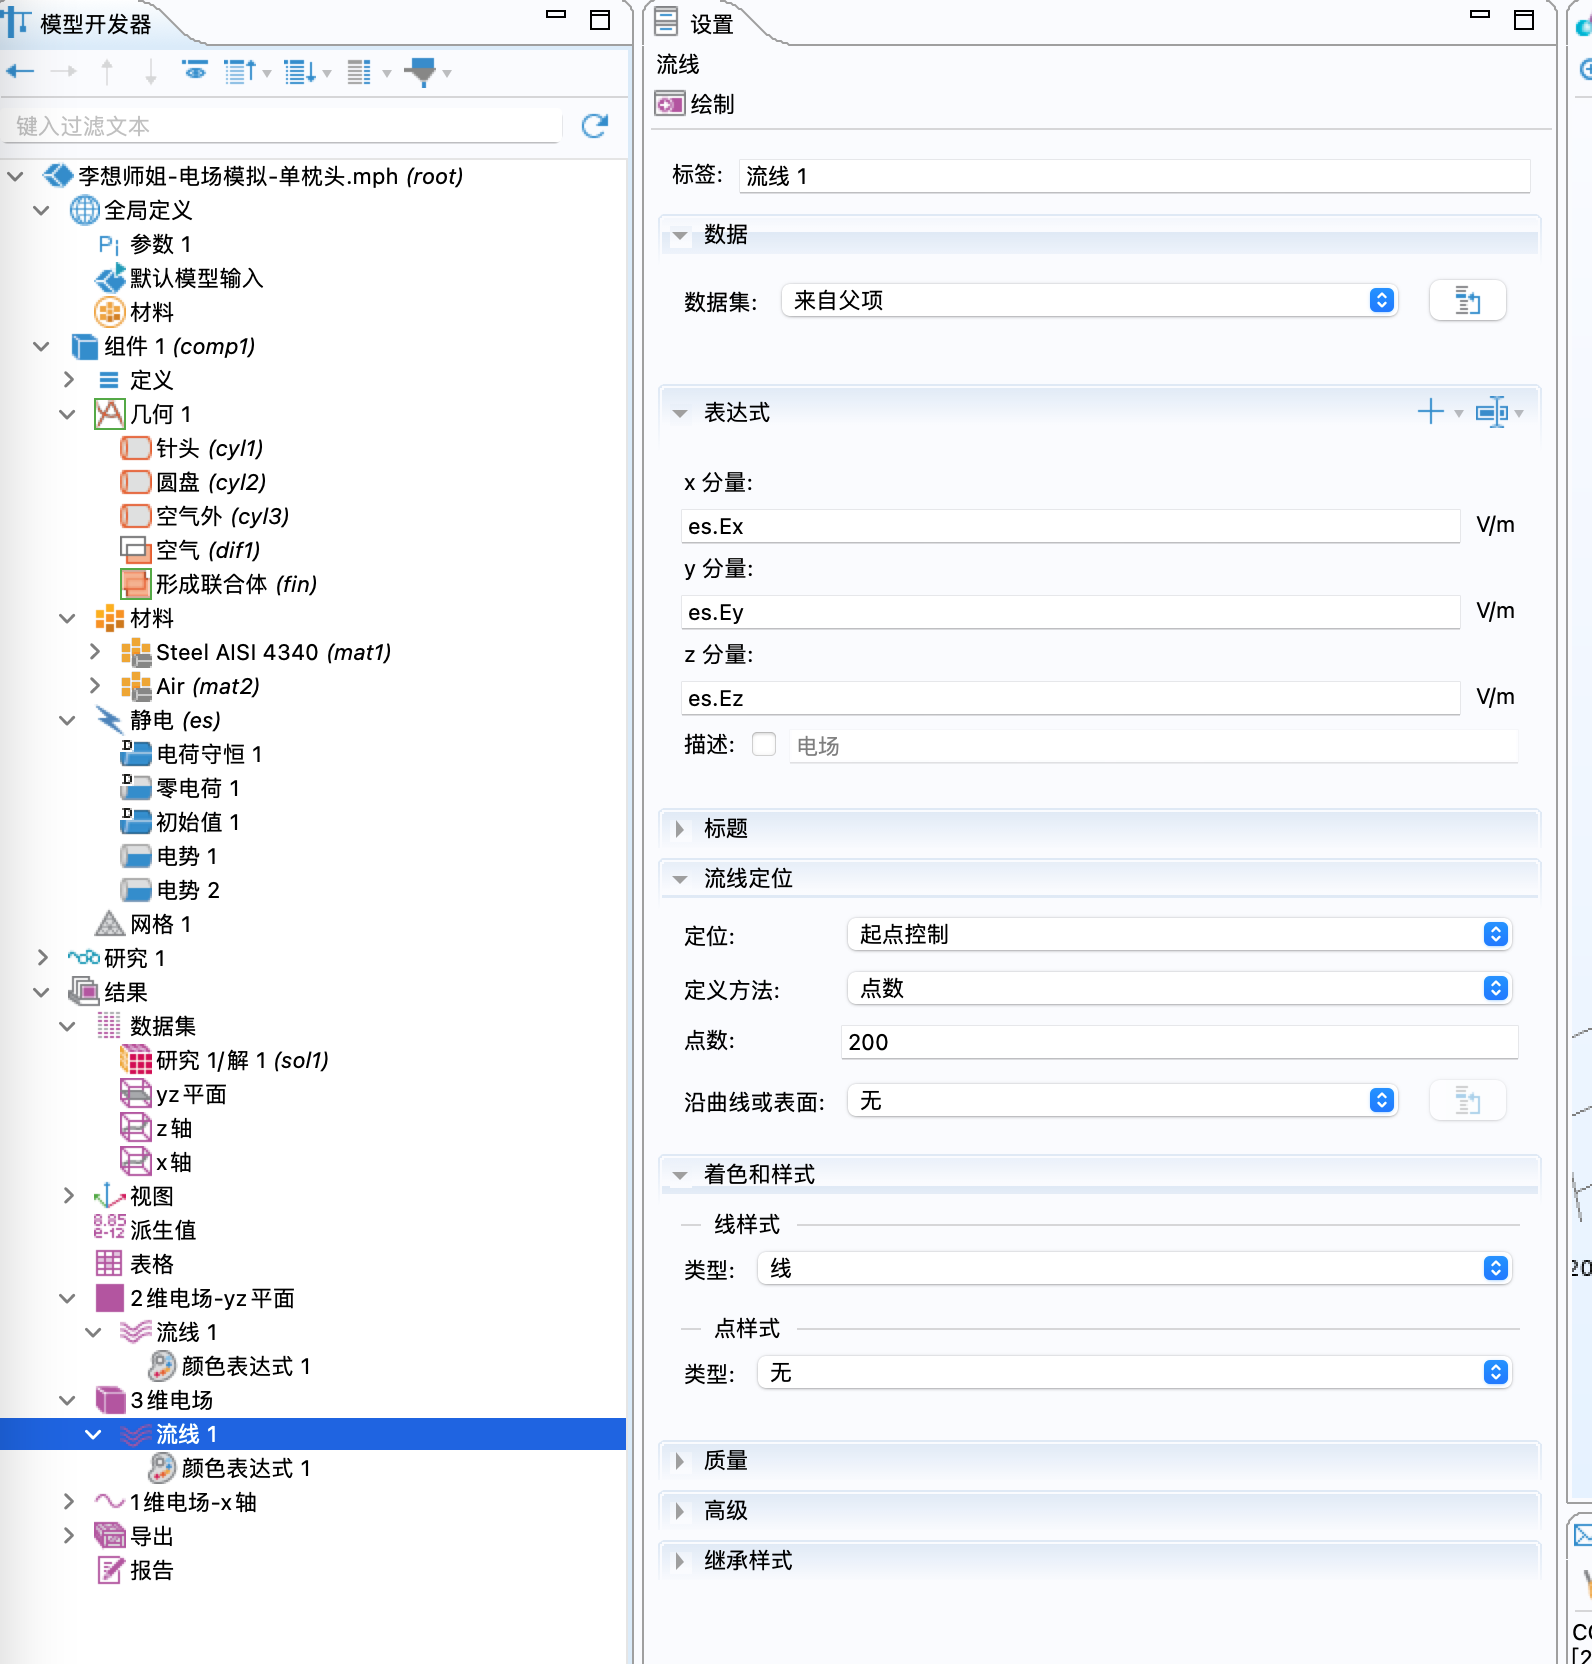 模型开发器
键入过滤文本
李想师姐-电场模拟-单枕头.mph (root)
全局定义
Pi 参数 1
默认模型输入
材料
组件 1 (comp1)
定义
几何 1
针头 (cyl1)
圆盘 (cyl2)
空气外 (cyl3)
空气 (dif1)
形成联合体 (fin)
材料
Steel AISI 4340 (mat1)
Air (mat2)
静电 (es)
D 电荷守恒 1
D 零电荷 1
D 初始值 1
电势 1
电势 2
网格 1
研究 1
结果
数据集
研究 1/解 1 (sol1)
yz平面
z轴
x轴
视图
8.85 e-12 派生值
表格
2维电场-yz平面
流线 1
颜色表达式 1
3维电场
流线 1
颜色表达式 1
1维电场-x轴
导出
报告
设置
流线
绘制
标签: 流线 1
数据
数据集: 来自父项
表达式
x 分量:
es.Ex V/m
y 分量:
es.Ey V/m
z 分量:
es.Ez V/m
描述: 电场
标题
流线定位
定位: 起点控制
定义方法: 点数
点数: 200
沿曲线或表面: 无
着色和样式
线样式
类型: 线
点样式
类型: 无
质量
高级
继承样式